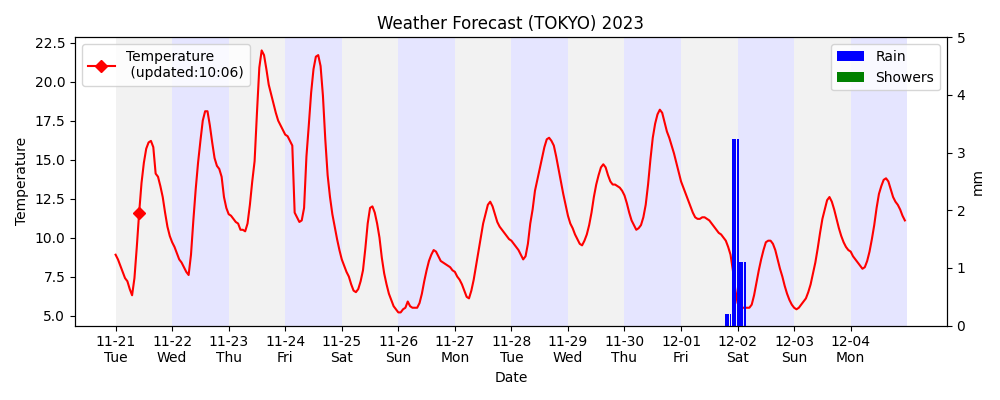 Weather Forecast (TOKYO) 2023
Temperature
(updated:10:06)
Rain
Showers
Temperature
22.5
20.0
17.5
15.0
12.5
10.0
7.5
5.0
5
4
3
2
1
0
mm
11-21 11-22 11-23 11-24 11-25 11-26 11-27 11-28 11-29 11-30 12-01 12-02 12-03 12-04
Tue Wed Thu Fri Sat Sun Mon Tue Wed Thu Fri Sat Sun Mon
Date